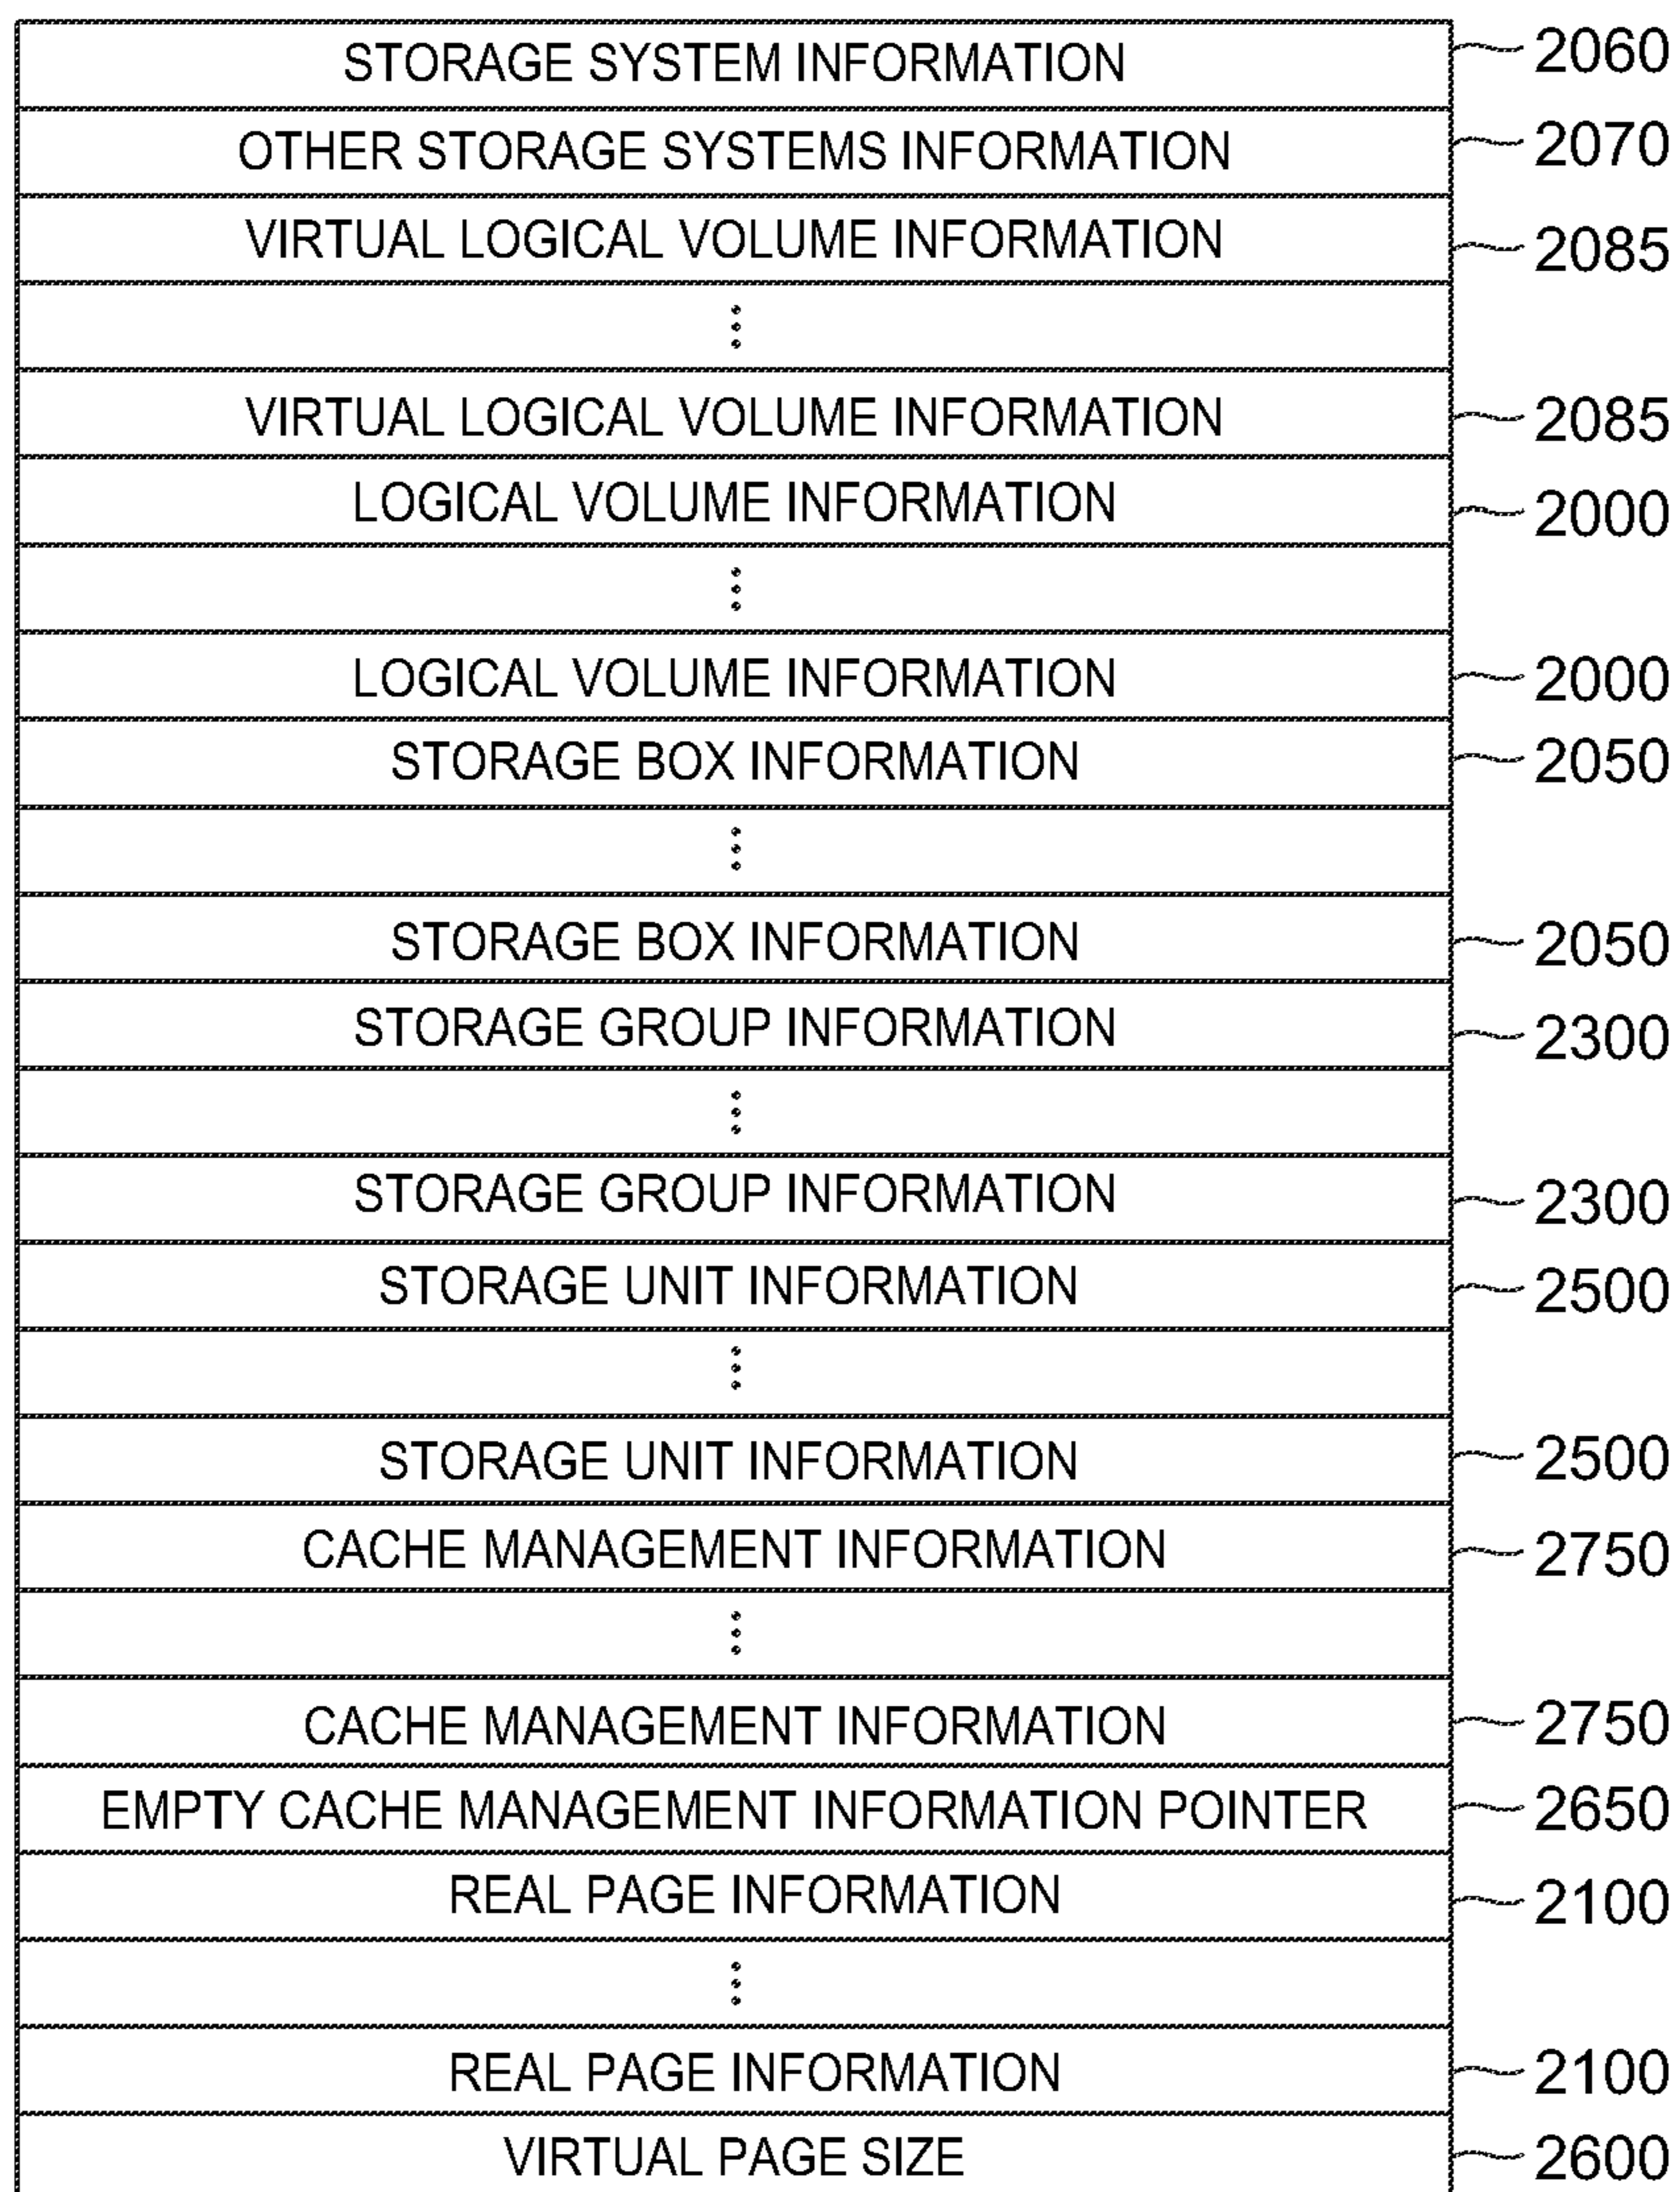 STORAGE SYSTEM INFORMATION 2060
OTHER STORAGE SYSTEMS INFORMATION 2070
VIRTUAL LOGICAL VOLUME INFORMATION 2085
⋮
VIRTUAL LOGICAL VOLUME INFORMATION 2085
LOGICAL VOLUME INFORMATION 2000
⋮
LOGICAL VOLUME INFORMATION 2000
STORAGE BOX INFORMATION 2050
⋮
STORAGE BOX INFORMATION 2050
STORAGE GROUP INFORMATION 2300
⋮
STORAGE GROUP INFORMATION 2300
STORAGE UNIT INFORMATION 2500
⋮
STORAGE UNIT INFORMATION 2500
CACHE MANAGEMENT INFORMATION 2750
⋮
CACHE MANAGEMENT INFORMATION 2750
EMPTY CACHE MANAGEMENT INFORMATION POINTER 2650
REAL PAGE INFORMATION 2100
⋮
REAL PAGE INFORMATION 2100
VIRTUAL PAGE SIZE 2600